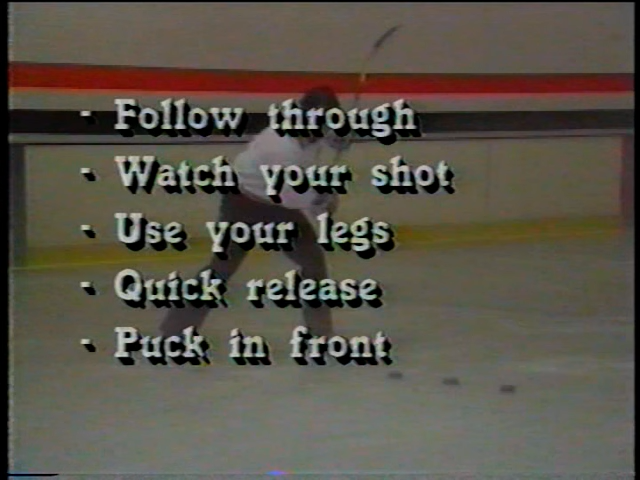 - Follow through
- Watch your shot
- Use your legs
- Quick release
- Puck in front